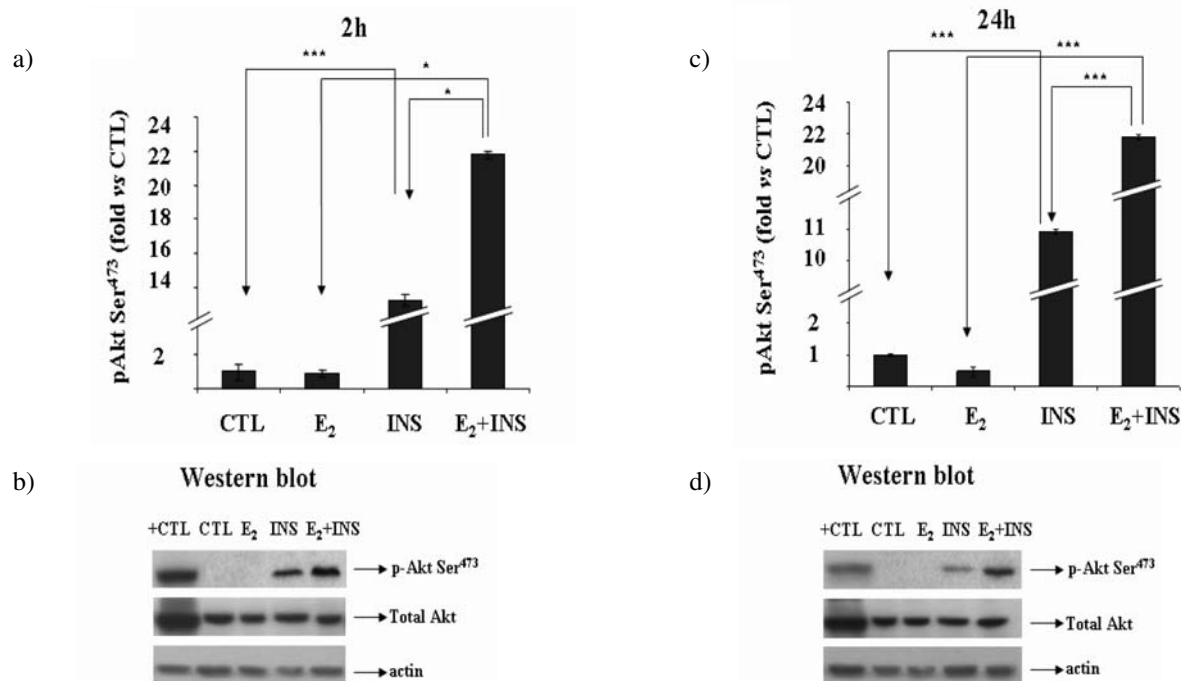 a)
2h
***
*
*
pAkt Ser473 (fold vs CTL)
24
22
20
18
16
14
2
CTL E2 INS E2+INS
b)
Western blot
+CTL CTL E2 INS E2+INS
p-Akt Ser473
Total Akt
actin
c)
24h
***
***
***
pAkt Ser473 (fold vs CTL)
24
22
20
11
10
2
1
CTL E2 INS E2+INS
d)
Western blot
+CTL CTL E2 INS E2+INS
p-Akt Ser473
Total Akt
actin